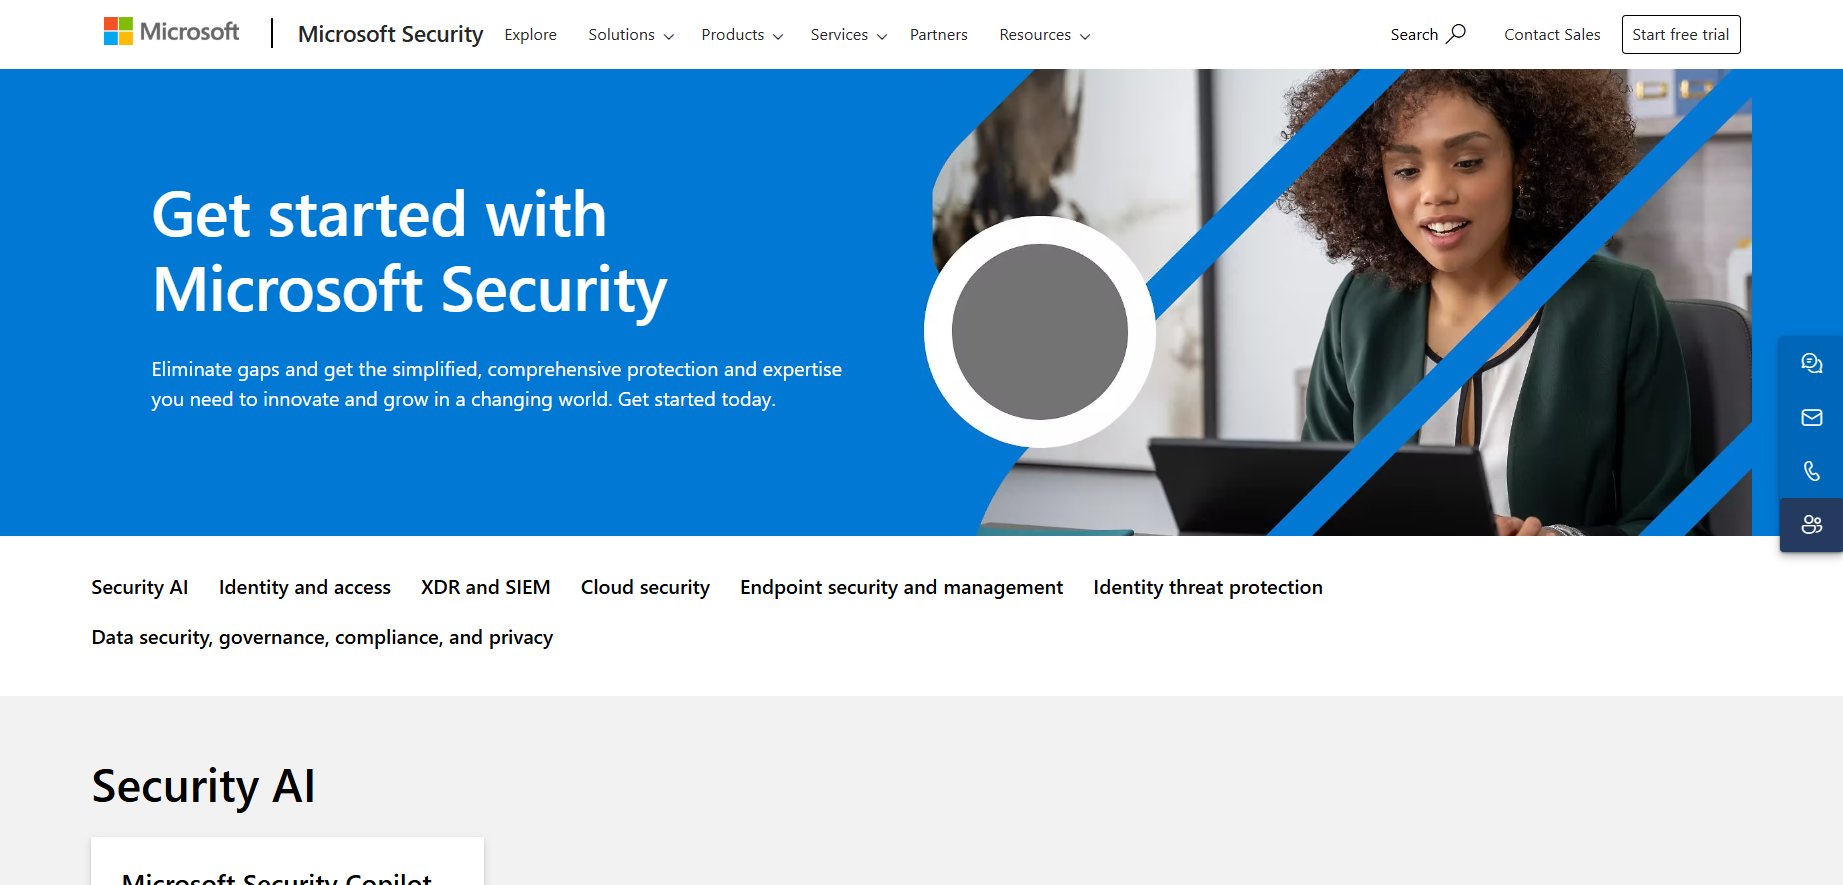 Microsoft
Microsoft Security
Explore
Solutions
Products
Services
Partners
Resources
Search
Contact Sales
Start free trial
Get started with
Microsoft Security
Eliminate gaps and get the simplified, comprehensive protection and expertise
you need to innovate and grow in a changing world. Get started today.
Security AI
Identity and access
XDR and SIEM
Cloud security
Endpoint security and management
Identity threat protection
Data security, governance, compliance, and privacy
Security AI
Microsoft Security Copilot